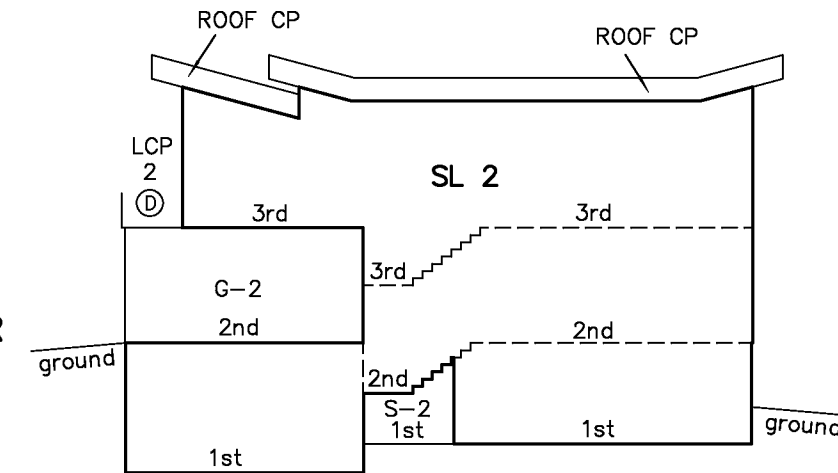 ROOF CP
ROOF CP
LCP
2
D
SL 2
3rd
3rd
3rd
G-2
2nd
2nd
ground
2nd
S-2
1st
1st
1st
ground